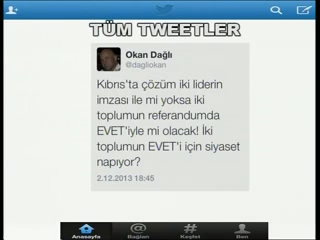 TÜM TWEETLER
Okan Dağlı
@dagliokan
Kıbrıs'ta çözüm iki liderin
imzası ile mi yoksa iki
toplumun referandumda
EVET'iyle mi olacak! İki
toplumun EVET'i için siyaset
napıyor?
2.12.2013 18:45
Anasayfa
Bağlan
Keşfet
Ben